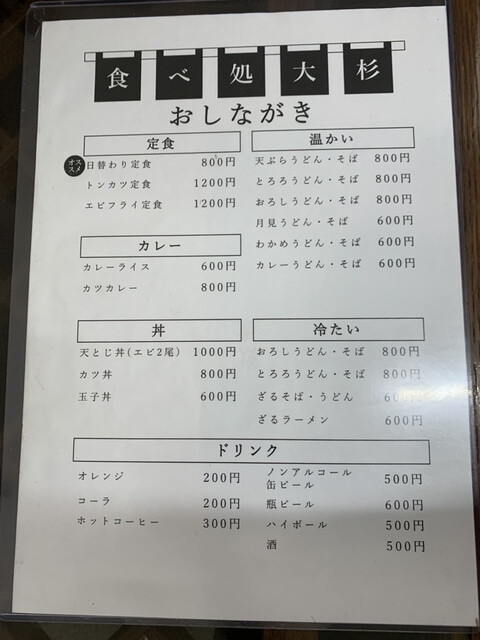 食べ処大杉
おしながき
定食
オススメ
日替わり定食 800円
トンカツ定食 1200円
エビフライ定食 1200円
カレー
カレーライス 600円
カツカレー 800円
丼
天とじ丼(エビ2尾) 1000円
カツ丼 800円
玉子丼 600円
温かい
天ぷらうどん・そば 800円
とろろうどん・そば 800円
おろしうどん・そば 800円
月見うどん・そば 600円
わかめうどん・そば 600円
カレーうどん・そば 600円
冷たい
おろしうどん・そば 800円
とろろうどん・そば 800円
ざるそば・うどん 600円
ざるラーメン 600円
ドリンク
オレンジ 200円
コーラ 200円
ホットコーヒー 300円
ノンアルコール
缶ビール 500円
瓶ビール 600円
ハイボール 500円
酒 500円